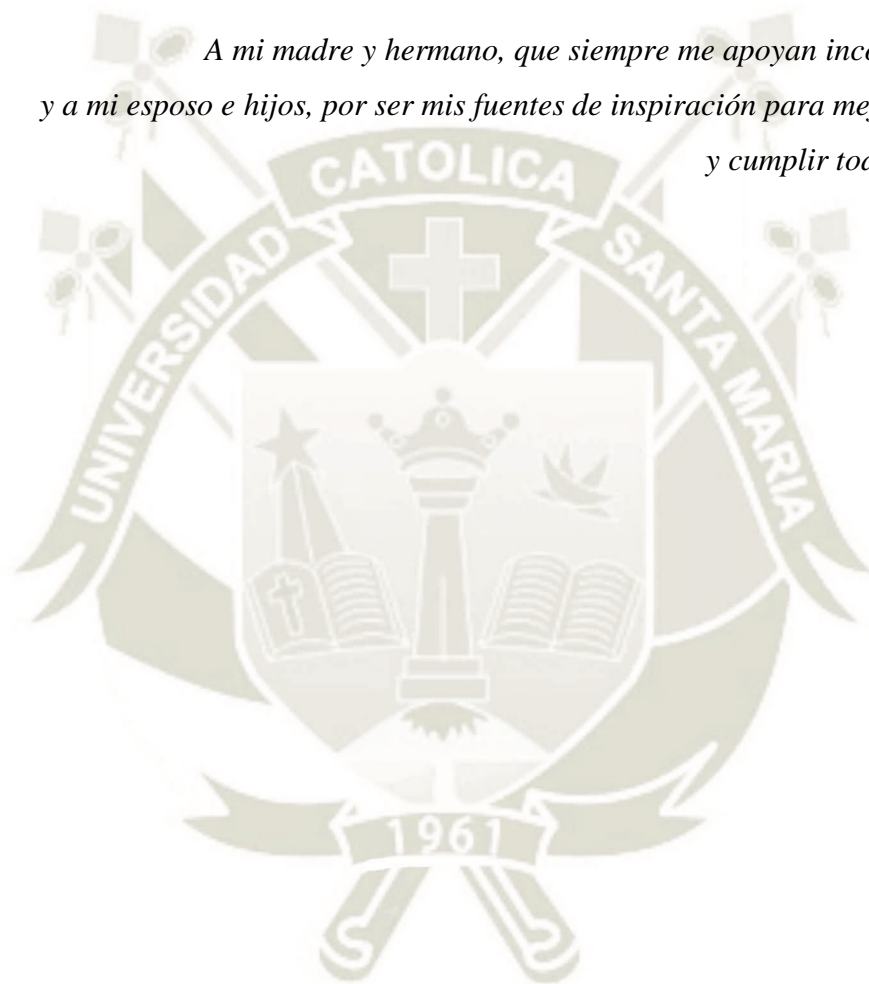 A mi madre y hermano, que siempre me apoyan
y a mi esposo e hijos, por ser mis fuentes de inspiración para
y cumplir
CATOLICA
UNIVERSIDAD
SANTA MARIA
1961